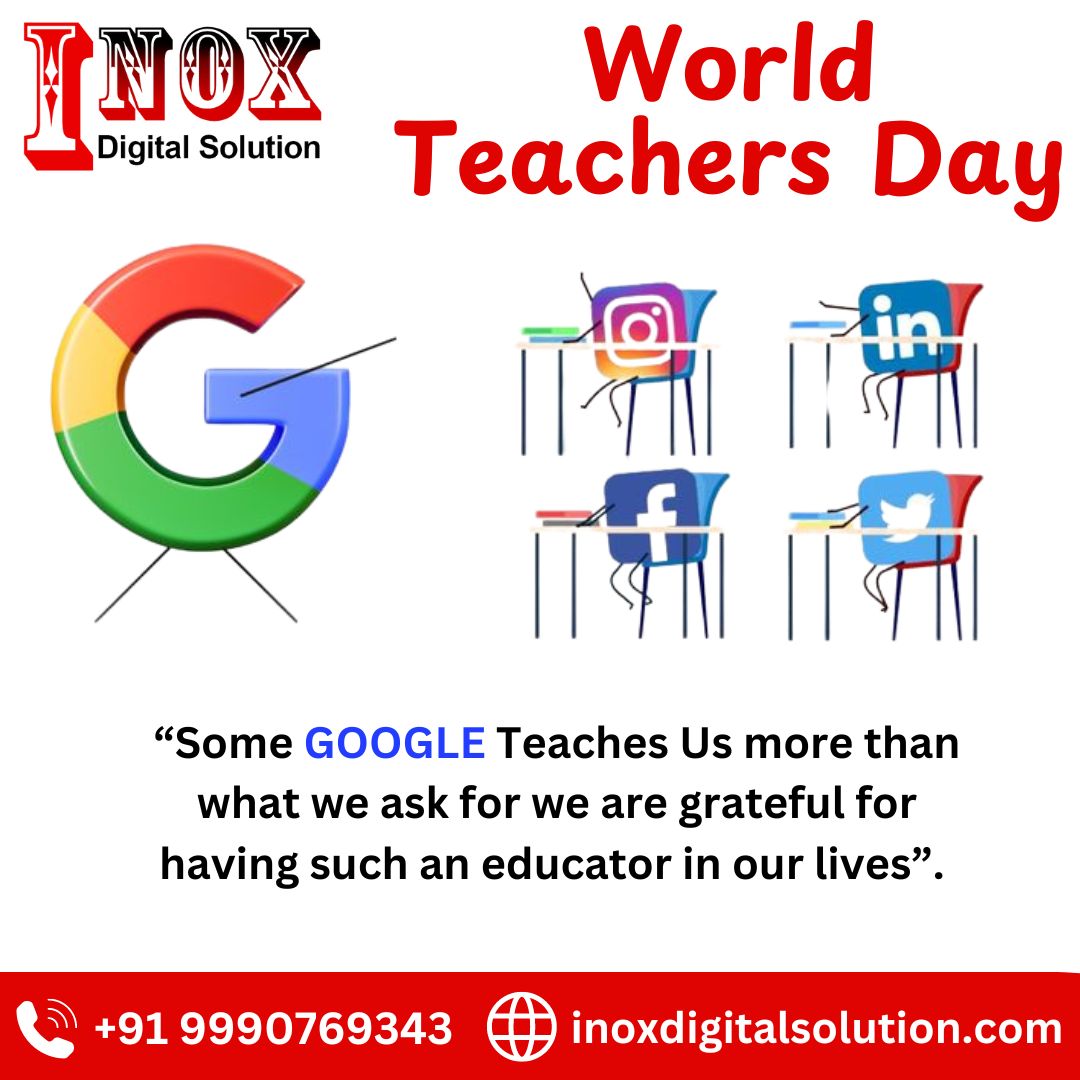 INOX
Digital Solution
World
Teachers Day
in
f
“Some GOOGLE Teaches Us more than
what we ask for we are grateful for
having such an educator in our lives”.
+91 9990769343
inoxdigitalsolution.com